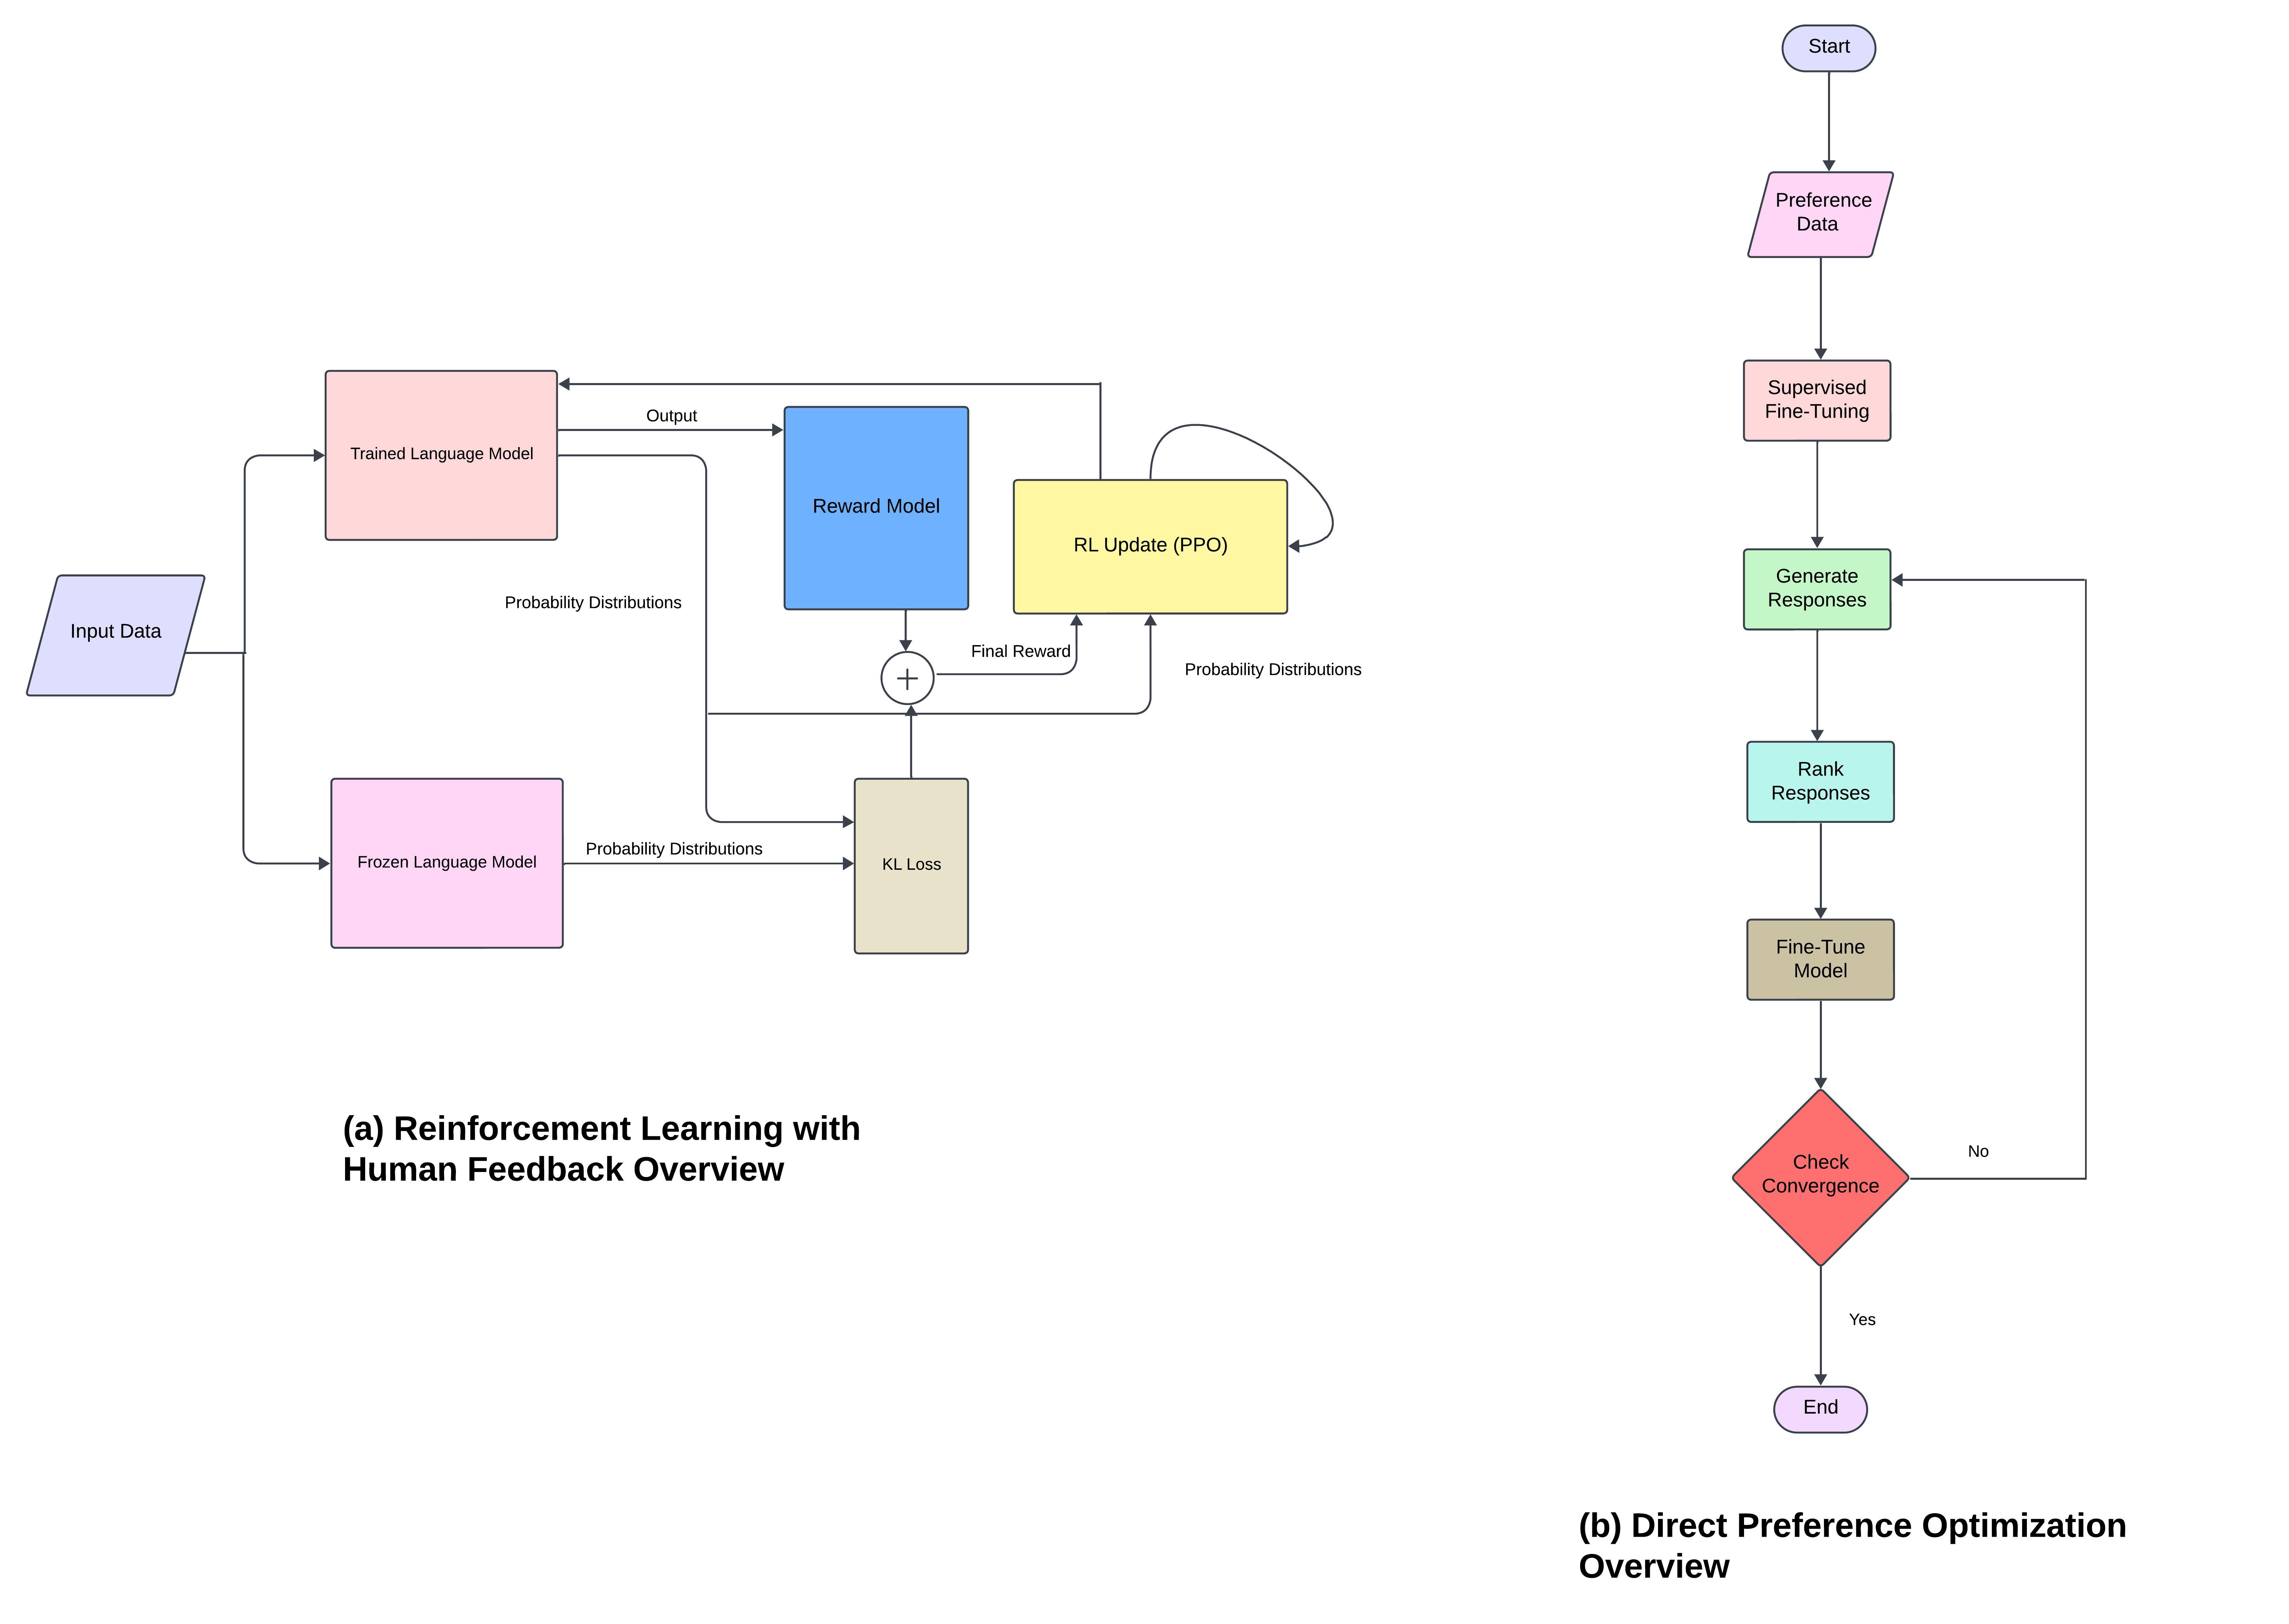 Output
Trained Language Model
Reward Model
RL Update (PPO)
Probability Distributions
Input Data
Final Reward
Probability Distributions
Frozen Language Model
Probability Distributions
KL Loss
(a) Reinforcement Learning with
Human Feedback Overview
Start
Preference
Data
Supervised
Fine-Tuning
Generate
Responses
Rank
Responses
Fine-Tune
Model
Check
Convergence
No
Yes
End
(b) Direct Preference Optimization
Overview